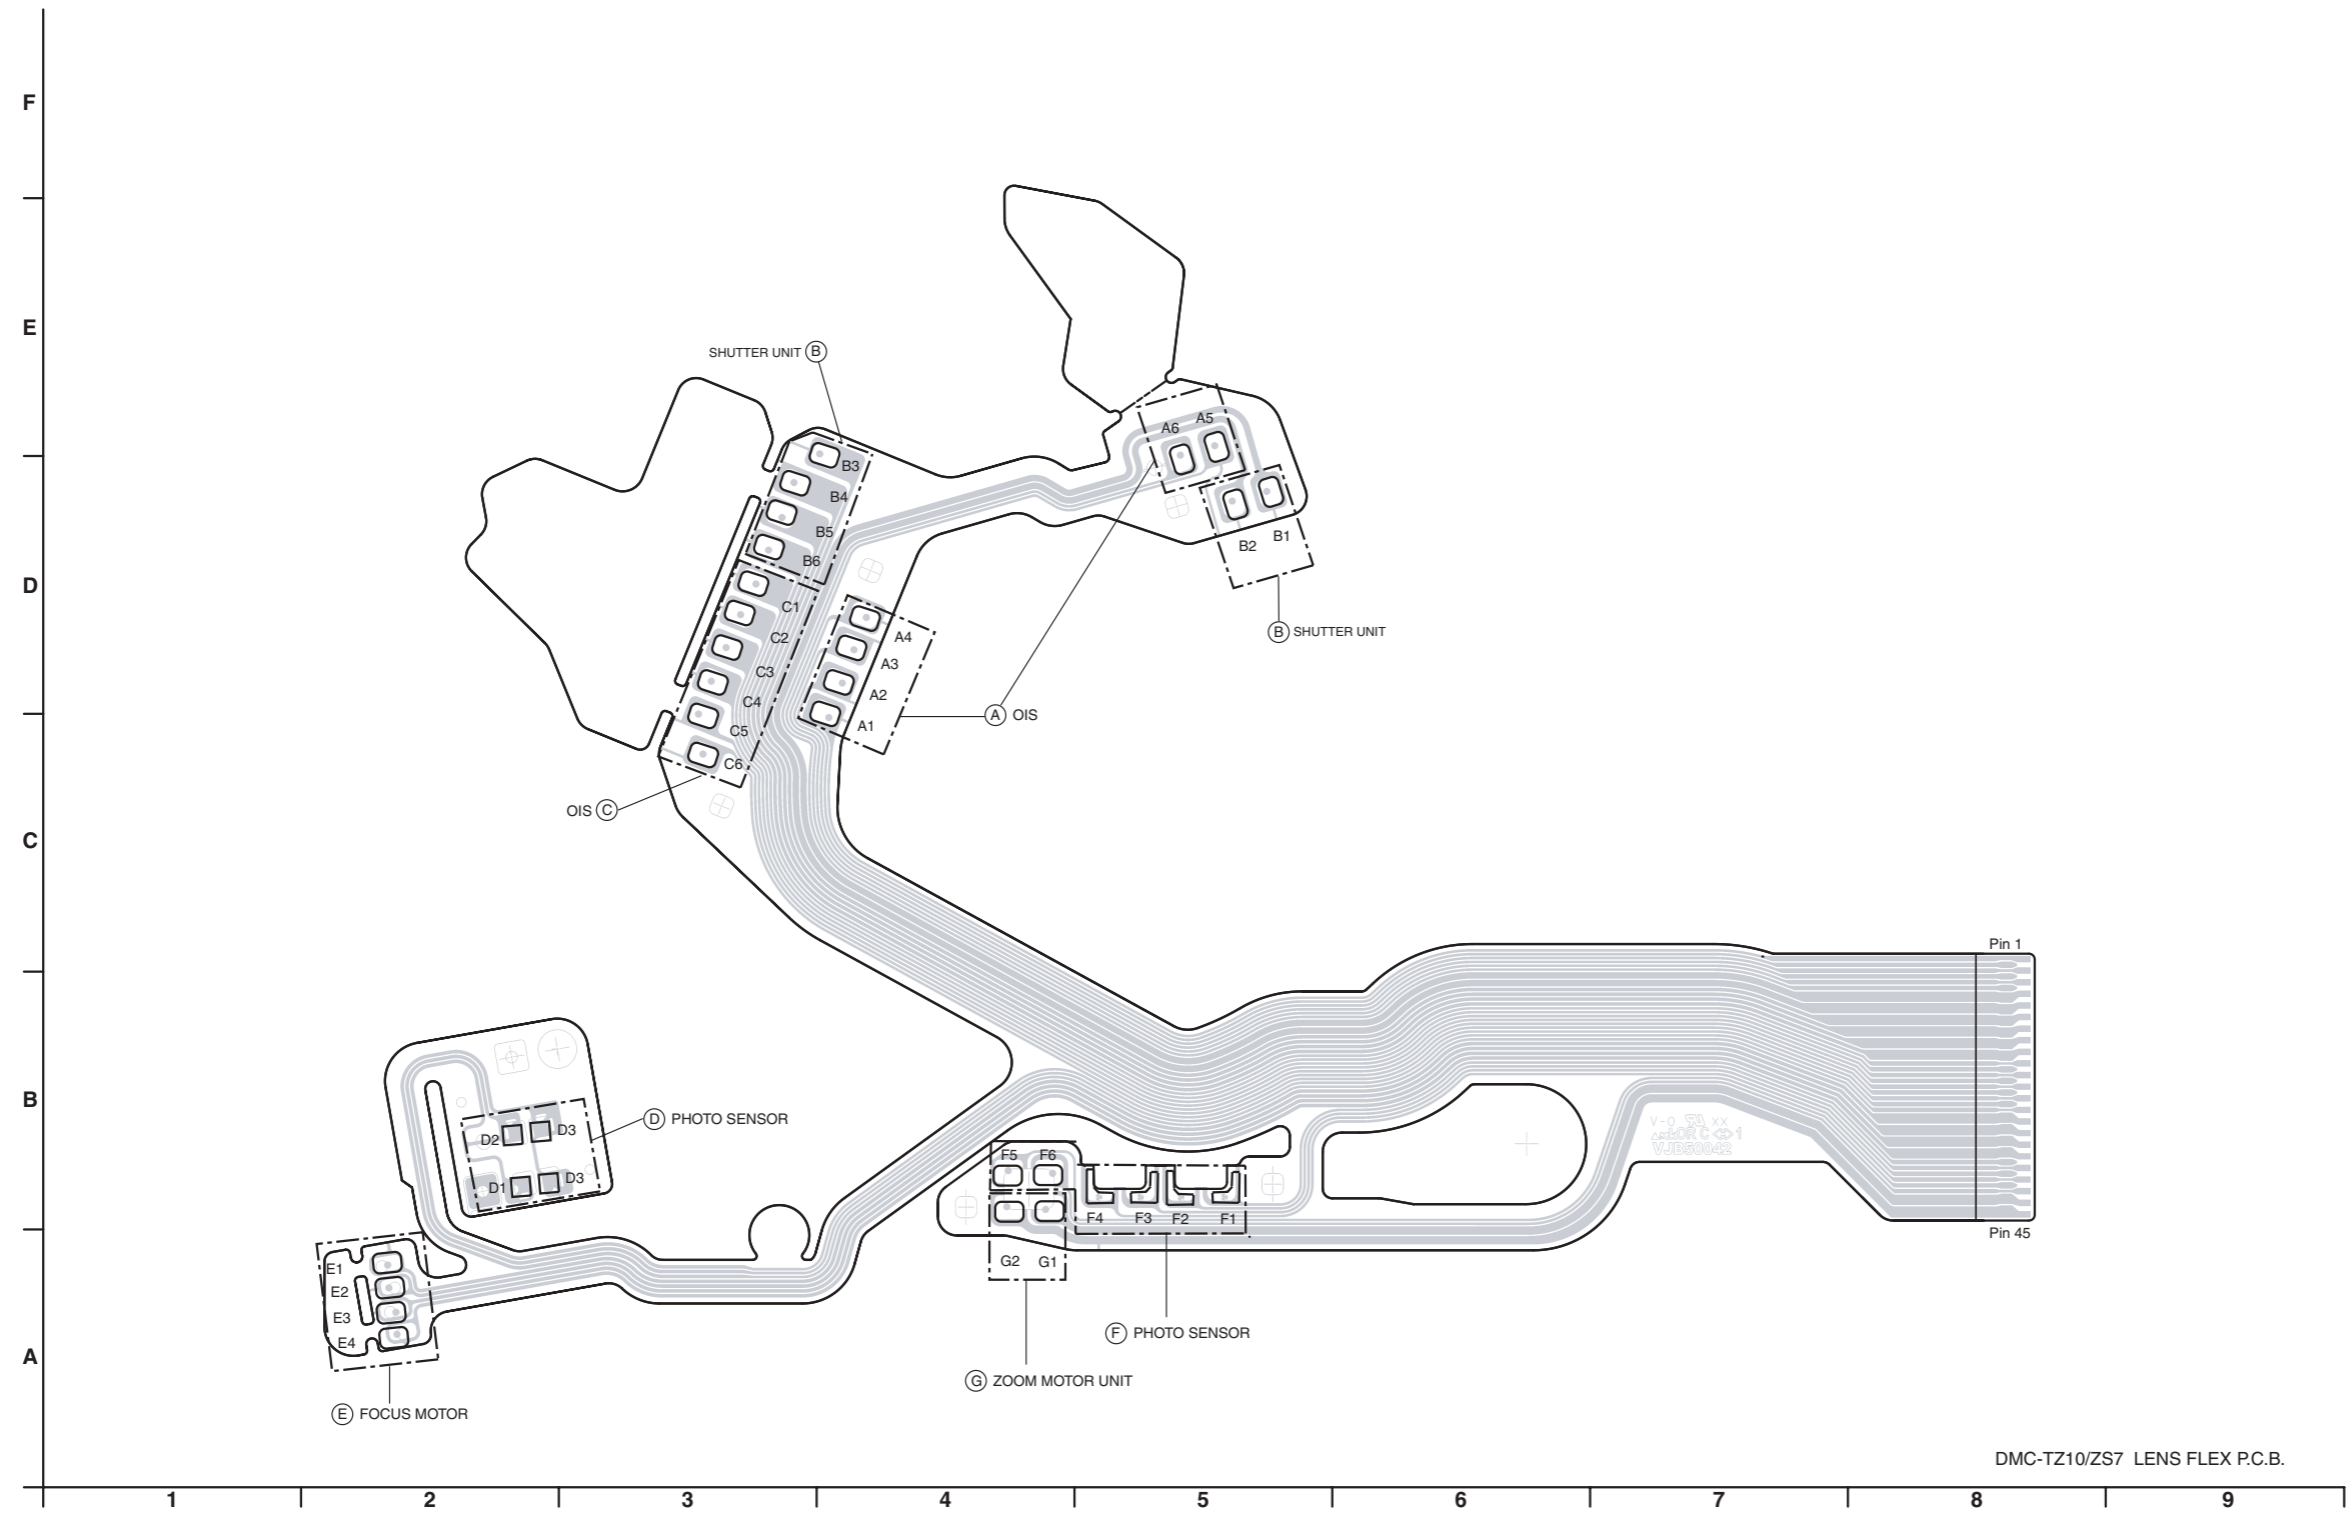 F
E
SHUTTER UNIT B
A6 A5
B3
B4
B5
B6
B2 B1
D
C1
C2
C3
C4
C5
C6
A4
A3
A2
A1
B SHUTTER UNIT
A OIS
OIS C
C
Pin 1
B
D PHOTO SENSOR
D2 D3
D1 D3
V-0 XX
VJB50042
F5 F6
F4 F3 F2 F1
Pin 45
G2 G1
E1
E2
E3
E4
F PHOTO SENSOR
A
G ZOOM MOTOR UNIT
E FOCUS MOTOR
DMC-TZ10/ZS7 LENS FLEX P.C.B.
1 2 3 4 5 6 7 8 9